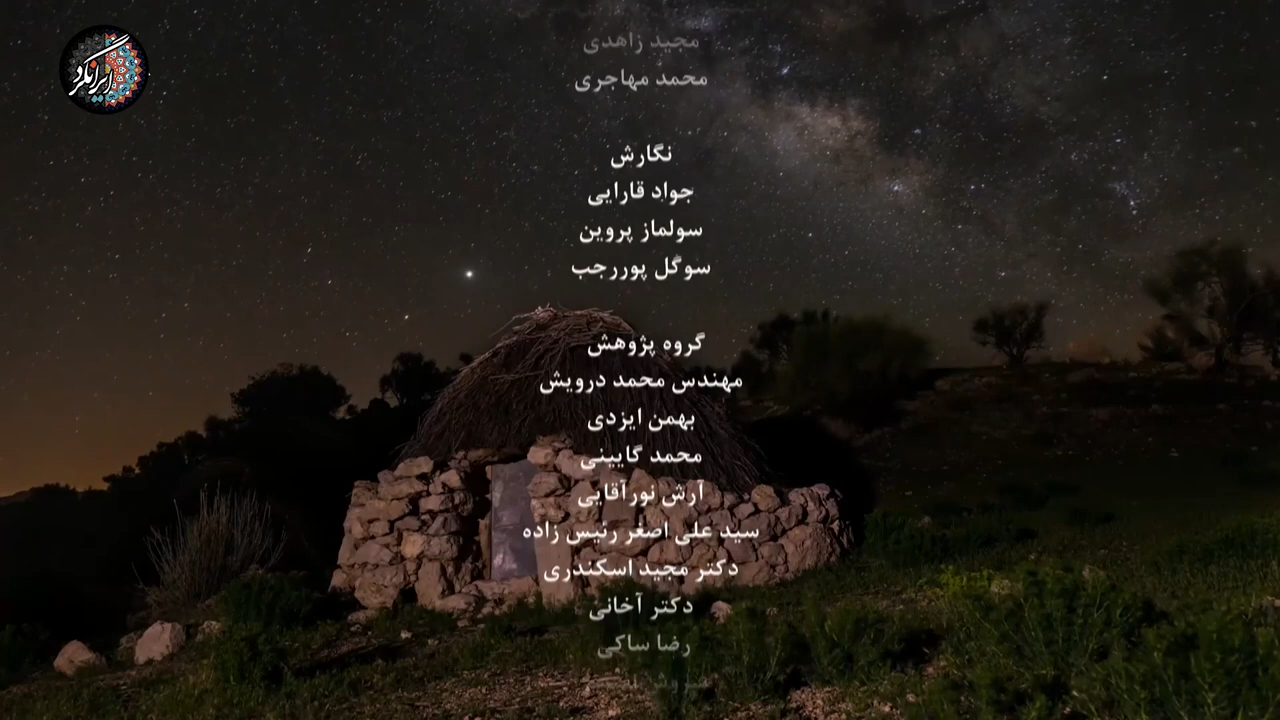 ایرانگرد
مجید زاهدی
محمد مهاجری
نگارش
جواد قارایی
سولماز پروین
سوگل پوررجب
گروه پژوهش
مهندس محمد درویش
بهمن ایزدی
محمد گایینی
آرش نورآقایی
سید علی اصغر رئیس زاده
دکتر مجید اسکندری
دکتر آخانی
رضا ساکی